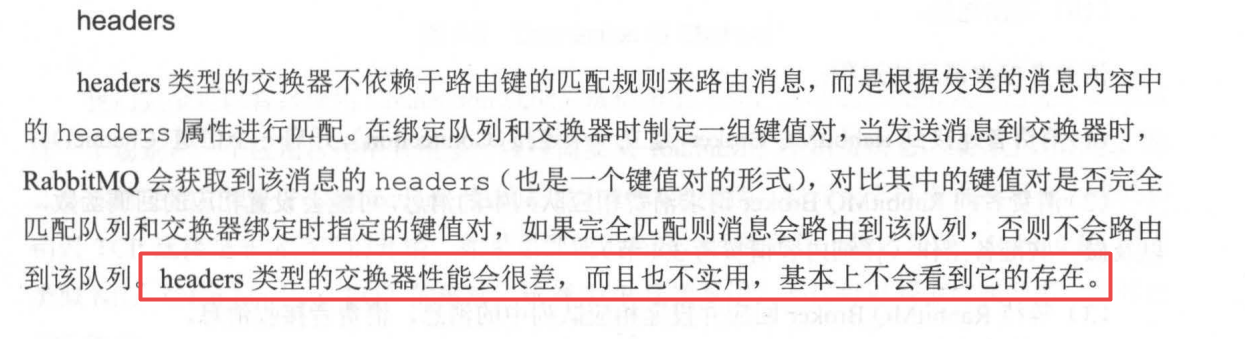 headers
headers 类型的交换器不依赖于路由键的匹配规则来路由消息，而是根据发送的消息内容中
的 headers 属性进行匹配。在绑定队列和交换器时制定一组键值对，当发送消息到交换器时，
RabbitMQ 会获取到该消息的 headers（也是一个键值对的形式），对比其中的键值对是否完全
匹配队列和交换器绑定时指定的键值对，如果完全匹配则消息会路由到该队列，否则不会路由
到该队列。headers 类型的交换器性能会很差，而且也不实用，基本上不会看到它的存在。